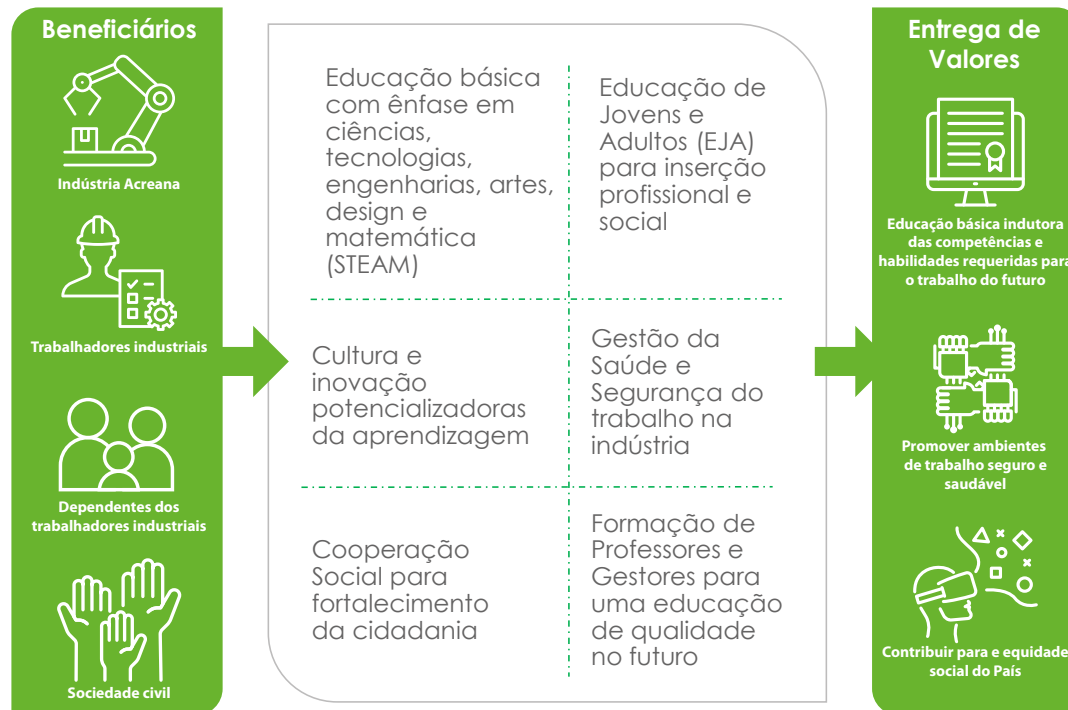 Beneficiários
Indústria Acreana
Trabalhadores industriais
Dependentes dos
trabalhadores industriais
Sociedade civil
Educação básica
com ênfase em
ciências,
tecnologias,
engenharias, artes,
design e
matemática
(STEAM)
Educação de
Jovens e
Adultos (EJA)
para inserção
profissional e
social
Cultura e
inovação
potencializadoras
da aprendizagem
Gestão da
Saúde e
Segurança do
trabalho na
indústria
Cooperação
Social para
fortalecimento
da cidadania
Formação de
Professores e
Gestores para
uma educação
de qualidade
no futuro
Entrega de
Valores
Educação básica indutora
das competências e
habilidades requeridas para
o trabalho do futuro
Promover ambientes
de trabalho seguro e
saudável
Contribuir para e equidade
social do País